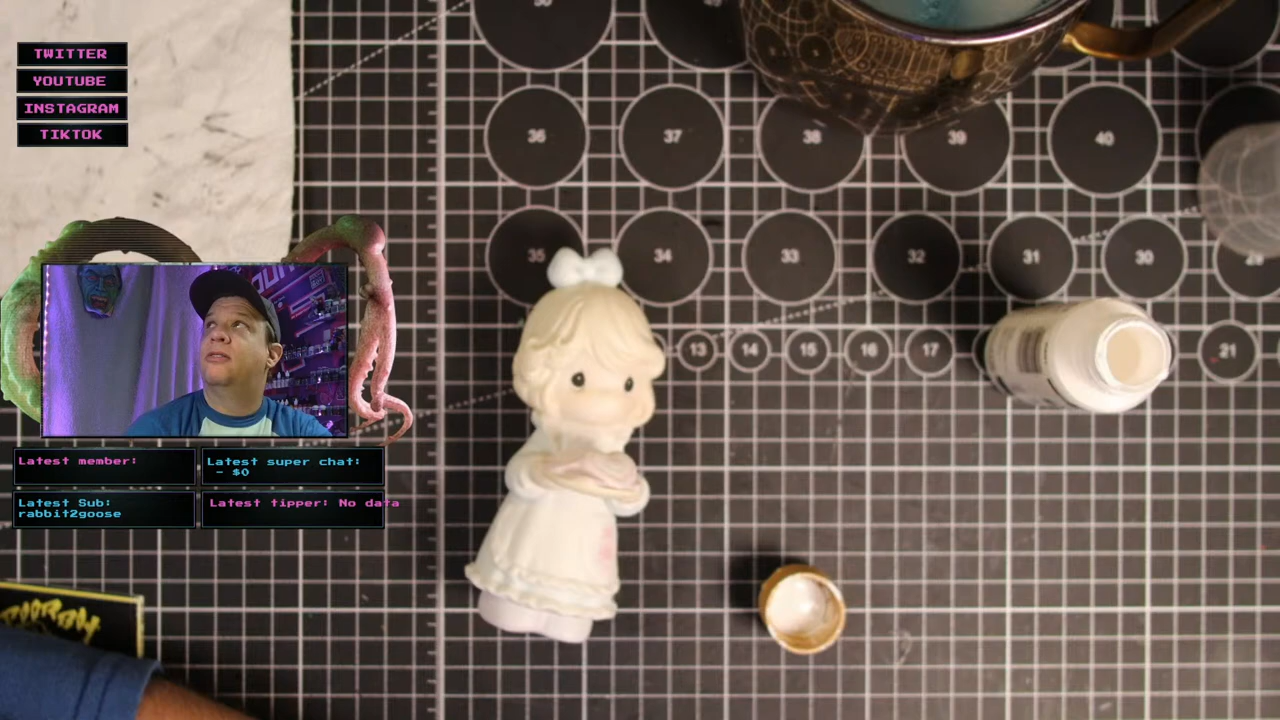 TWITTER
YOUTUBE
INSTAGRAM
TIKTOK
36 37 38 39 40
35 34 33 32 31 30
13 14 15 16 17 21
Latest member:
Latest super chat:
- $0
Latest Sub:
rabbit2goose
Latest tipper: No data